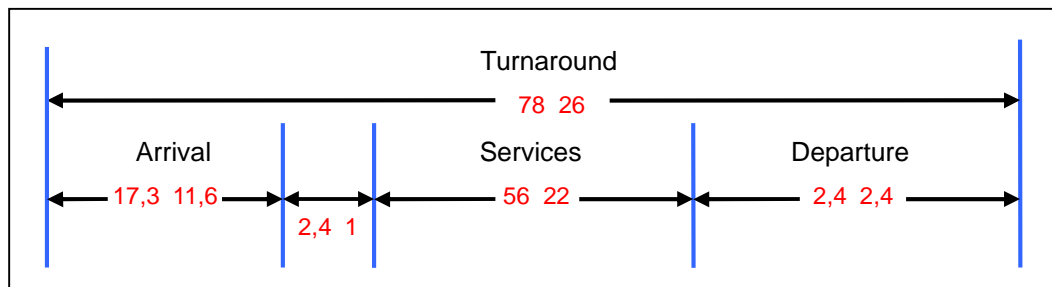 Turnaround
78 26
Arrival Services Departure
17,3 11,6 56 22 2,4 2,4
2,4 1